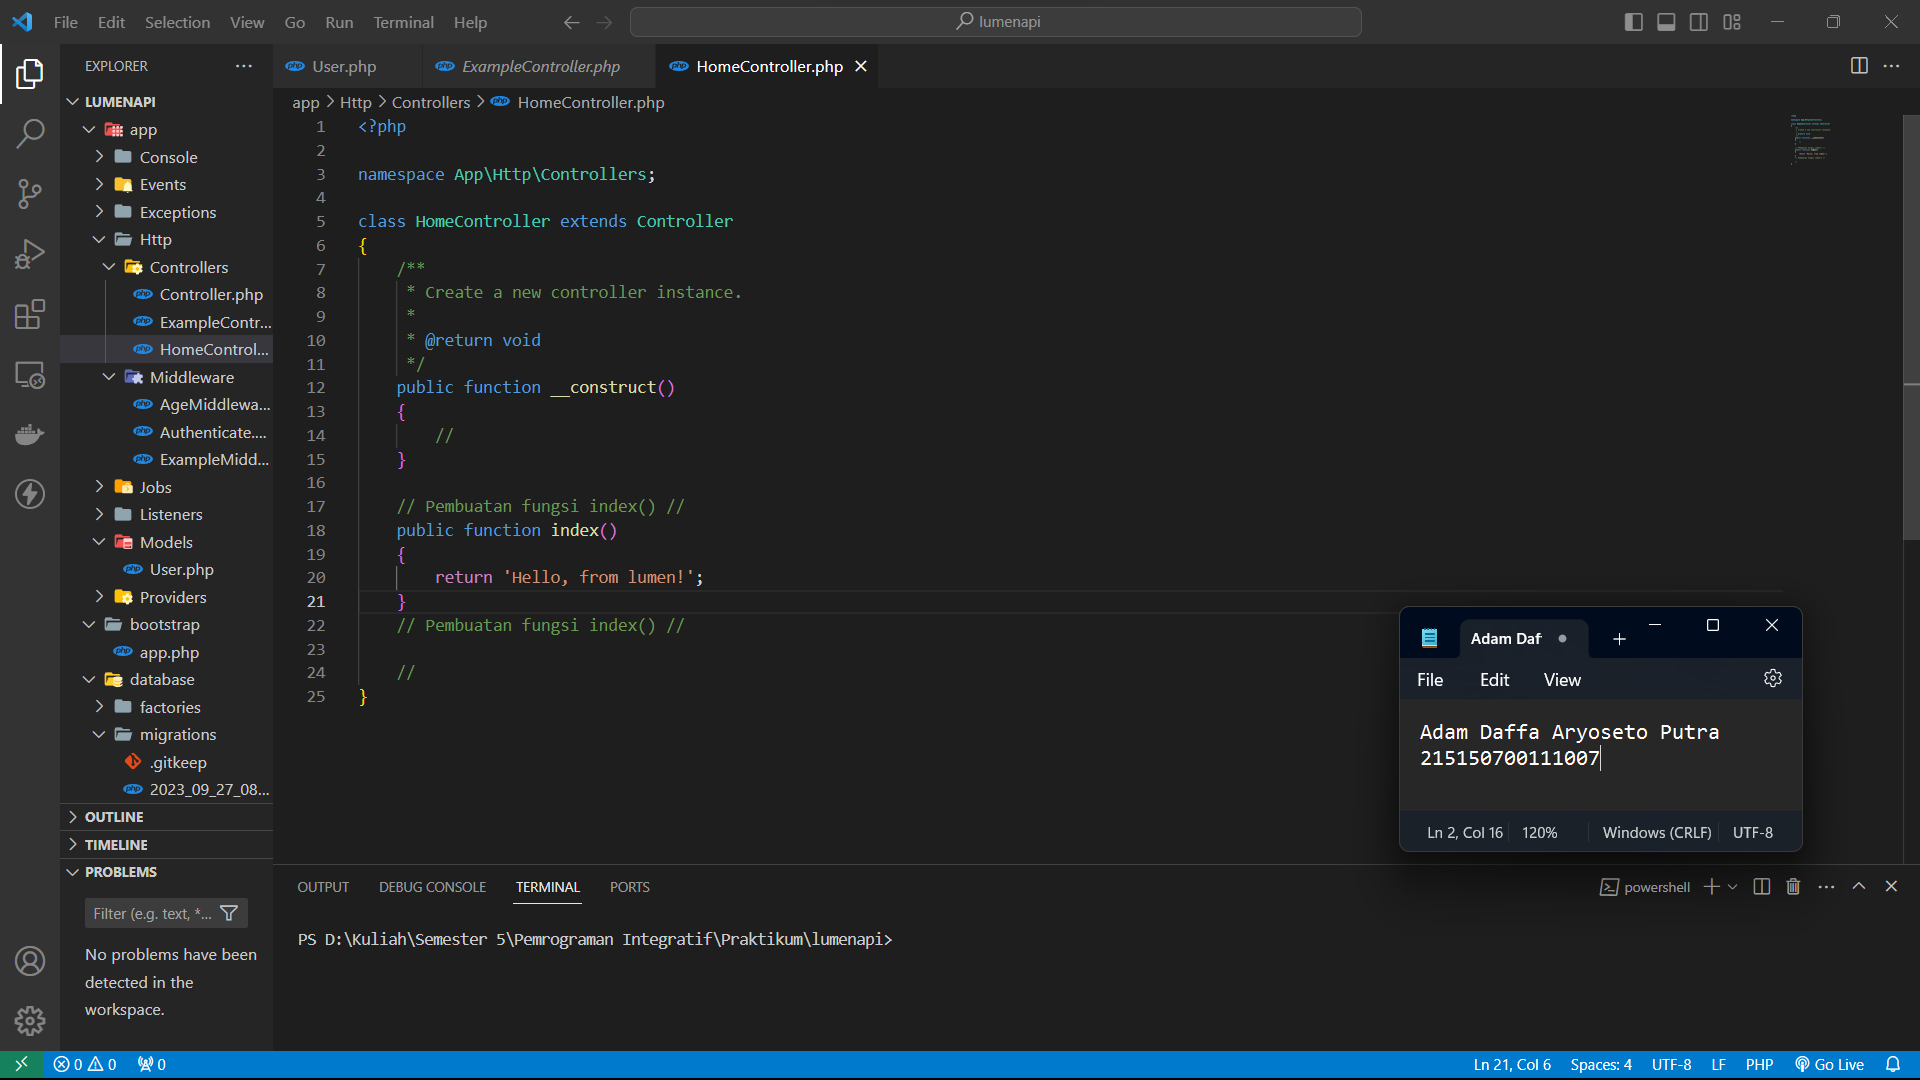 File Edit Selection View Go Run Terminal Help
lumenapi
EXPLORER
LUMENAPI
app
Console
Events
Exceptions
Http
Controllers
Controller.php
ExampleContr...
HomeControl...
Middleware
AgeMiddlewa...
Authenticate....
ExampleMidd...
Jobs
Listeners
Models
User.php
Providers
bootstrap
app.php
database
factories
migrations
.gitkeep
2023_09_27_08...
OUTLINE
TIMELINE
PROBLEMS
Filter (e.g. text, *...
No problems have been
detected in the
workspace.
User.php ExampleController.php HomeController.php
app > Http > Controllers > HomeController.php
1 <?php
2
3 namespace App\Http\Controllers;
4
5 class HomeController extends Controller
6 {
7 /**
8 * Create a new controller instance.
9 *
10 * @return void
11 */
12 public function __construct()
13 {
14 //
15 }
16
17 // Pembuatan fungsi index() //
18 public function index()
19 {
20 return 'Hello, from lumen!';
21 }
22 // Pembuatan fungsi index() //
23
24 //
25 }
Adam Daf
File Edit View
Adam Daffa Aryoseto Putra
215150700111007
Ln 2, Col 16 120% Windows (CRLF) UTF-8
OUTPUT DEBUG CONSOLE TERMINAL PORTS
powershell
PS D:\Kuliah\Semester 5\Pemrograman Integratif\Praktikum\lumenapi>
0 0 0
Ln 21, Col 6 Spaces: 4 UTF-8 LF PHP Go Live